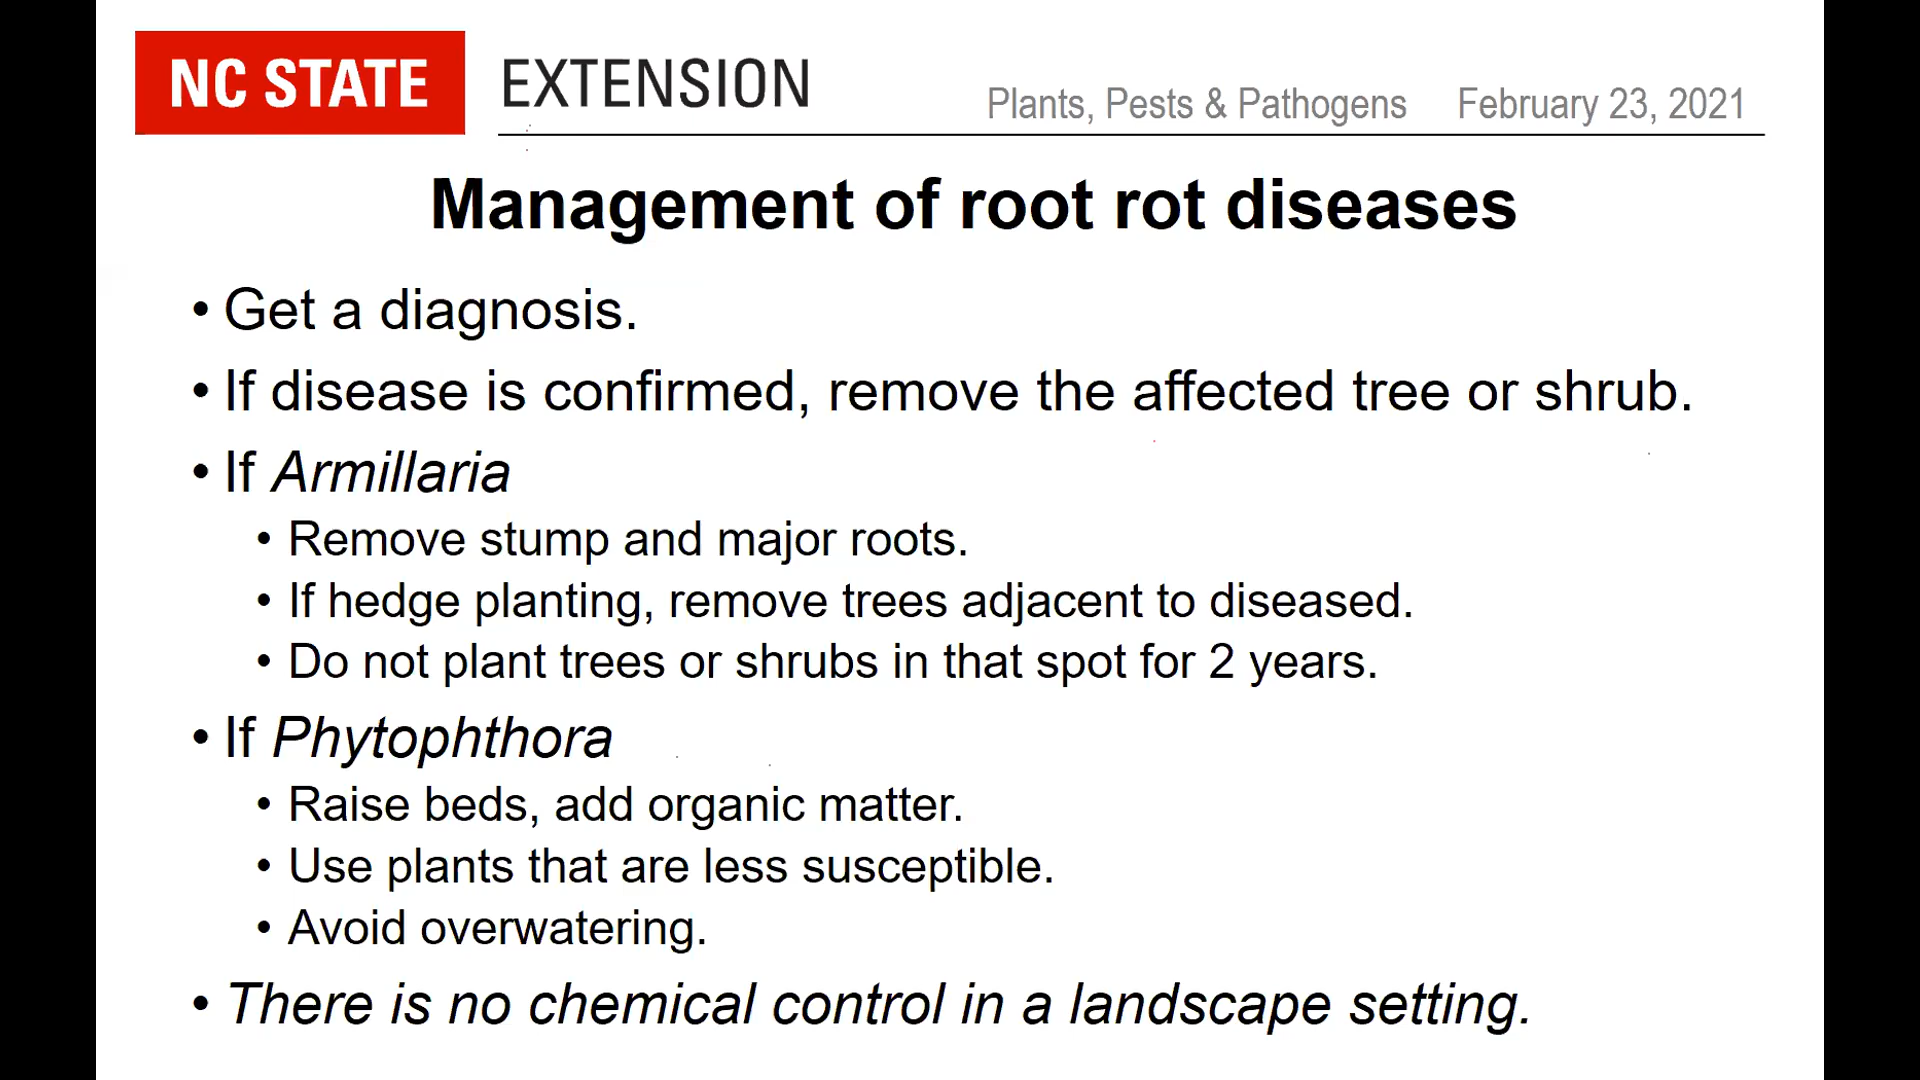 NC STATE EXTENSION
Plants, Pests & Pathogens February 23, 2021
Management of root rot diseases
• Get a diagnosis.
• If disease is confirmed, remove the affected tree or shrub.
• If Armillaria
• Remove stump and major roots.
• If hedge planting, remove trees adjacent to diseased.
• Do not plant trees or shrubs in that spot for 2 years.
• If Phytophthora
• Raise beds, add organic matter.
• Use plants that are less susceptible.
• Avoid overwatering.
• There is no chemical control in a landscape setting.